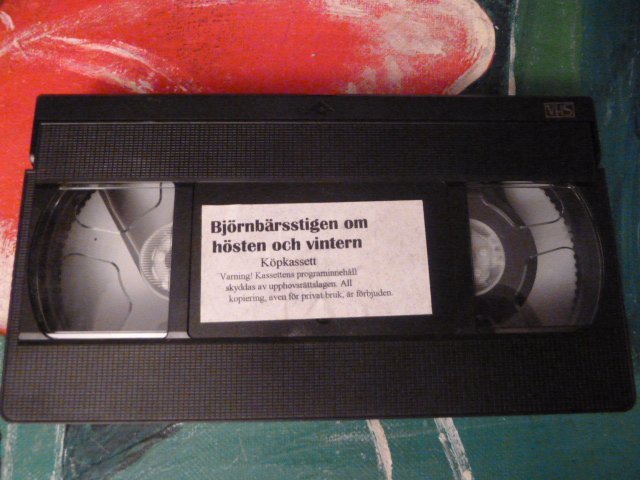 VHS
Björnbärsstigen om
hösten och vintern
Köpkassett
Varning! Kassettens programinnehåll
skyddas av upphovsrättslagen. All
kopiering, även för privat bruk, är förbjuden.